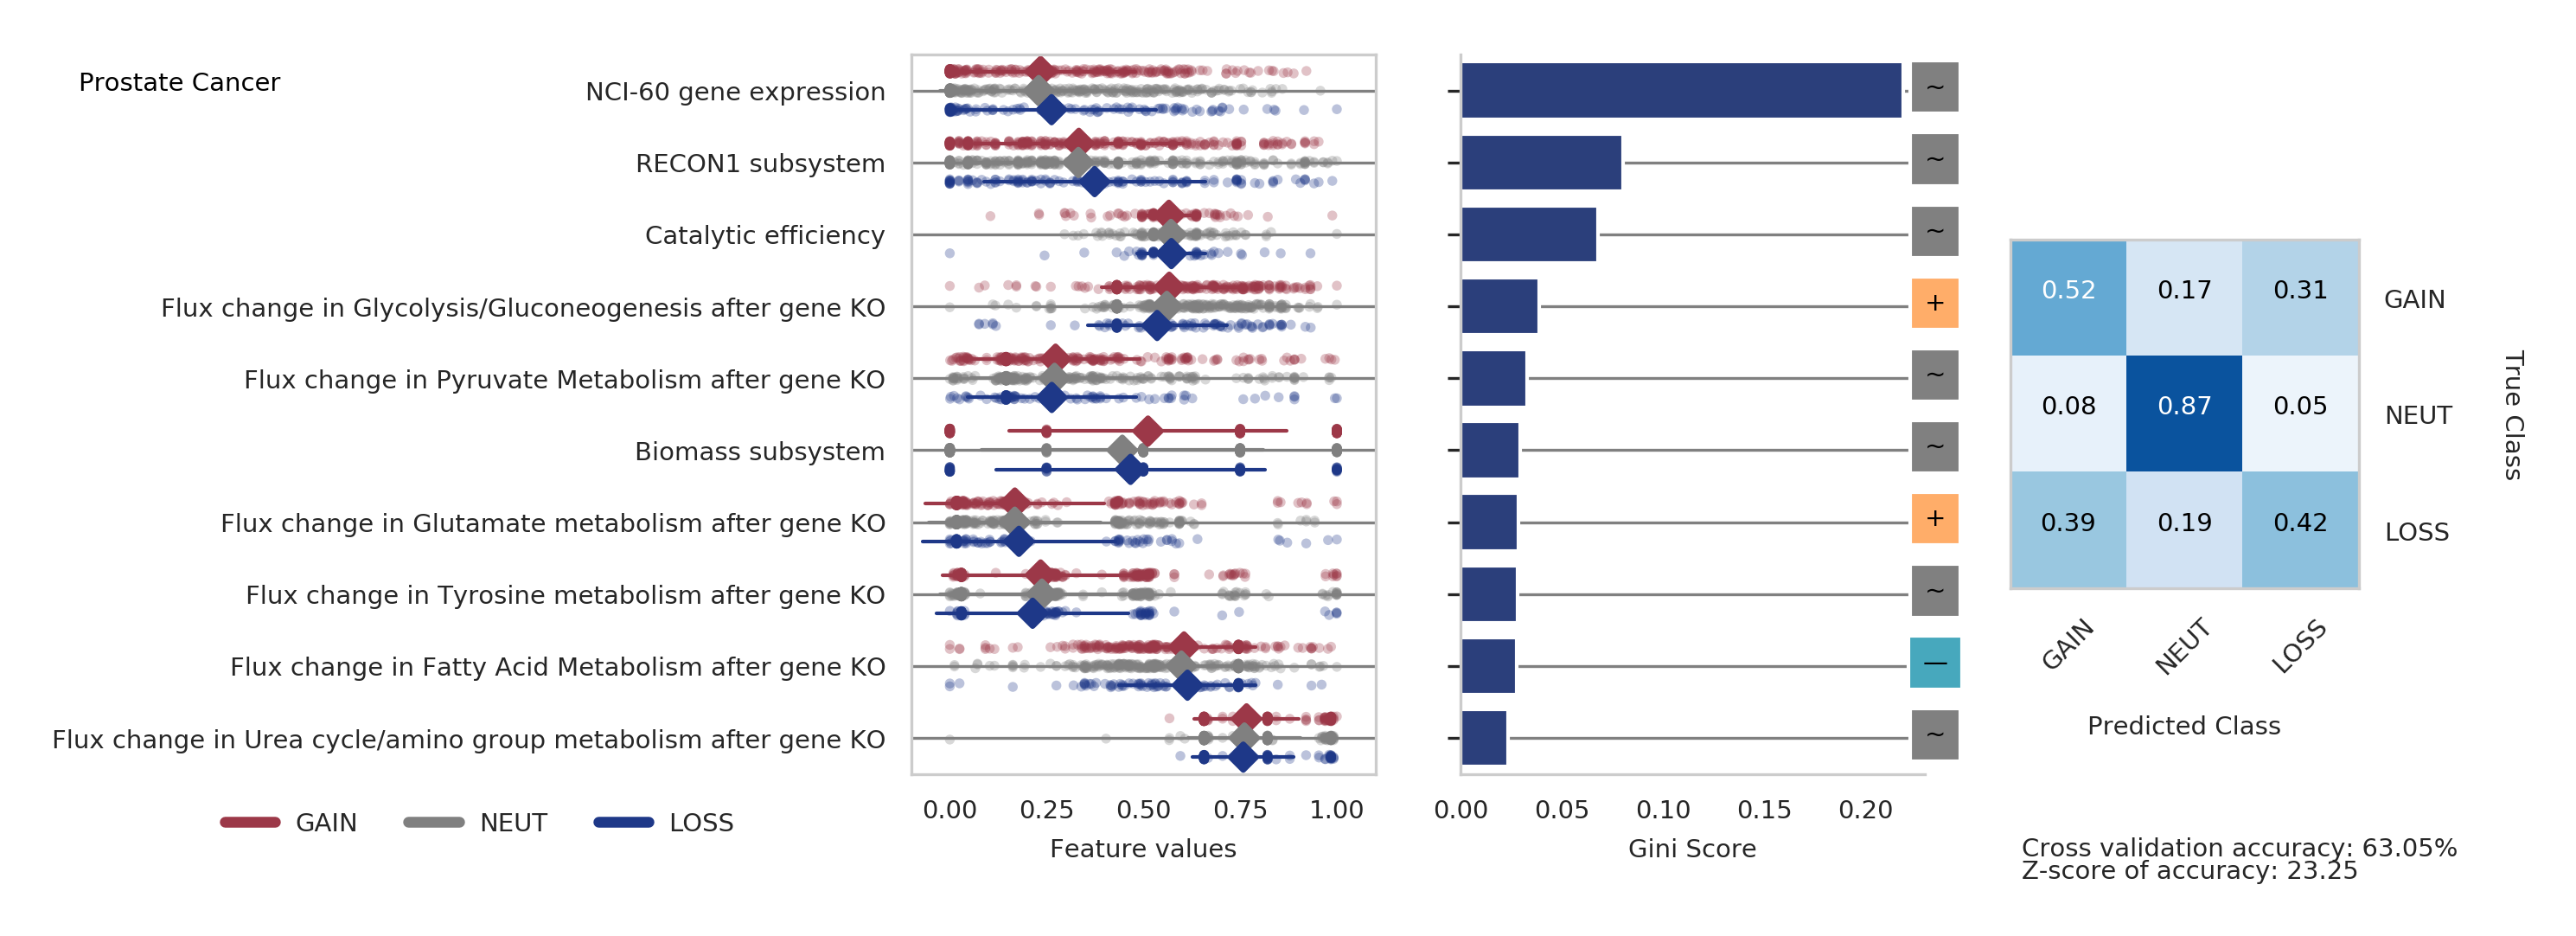 Prostate Cancer
NCI-60 gene expression
RECON1 subsystem
Catalytic efficiency
Flux change in Glycolysis/Gluconeogenesis after gene KO
Flux change in Pyruvate Metabolism after gene KO
Biomass subsystem
Flux change in Glutamate metabolism after gene KO
Flux change in Tyrosine metabolism after gene KO
Flux change in Fatty Acid Metabolism after gene KO
Flux change in Urea cycle/amino group metabolism after gene KO
GAIN NEUT LOSS
0.00 0.25 0.50 0.75 1.00
Feature values
~
~
~
+
~
~
+
~
—
~
0.00 0.05 0.10 0.15 0.20
Gini Score
0.52 0.17 0.31 GAIN
0.08 0.87 0.05 NEUT
0.39 0.19 0.42 LOSS
True Class
GAIN NEUT LOSS
Predicted Class
Cross validation accuracy: 63.05%
Z-score of accuracy: 23.25